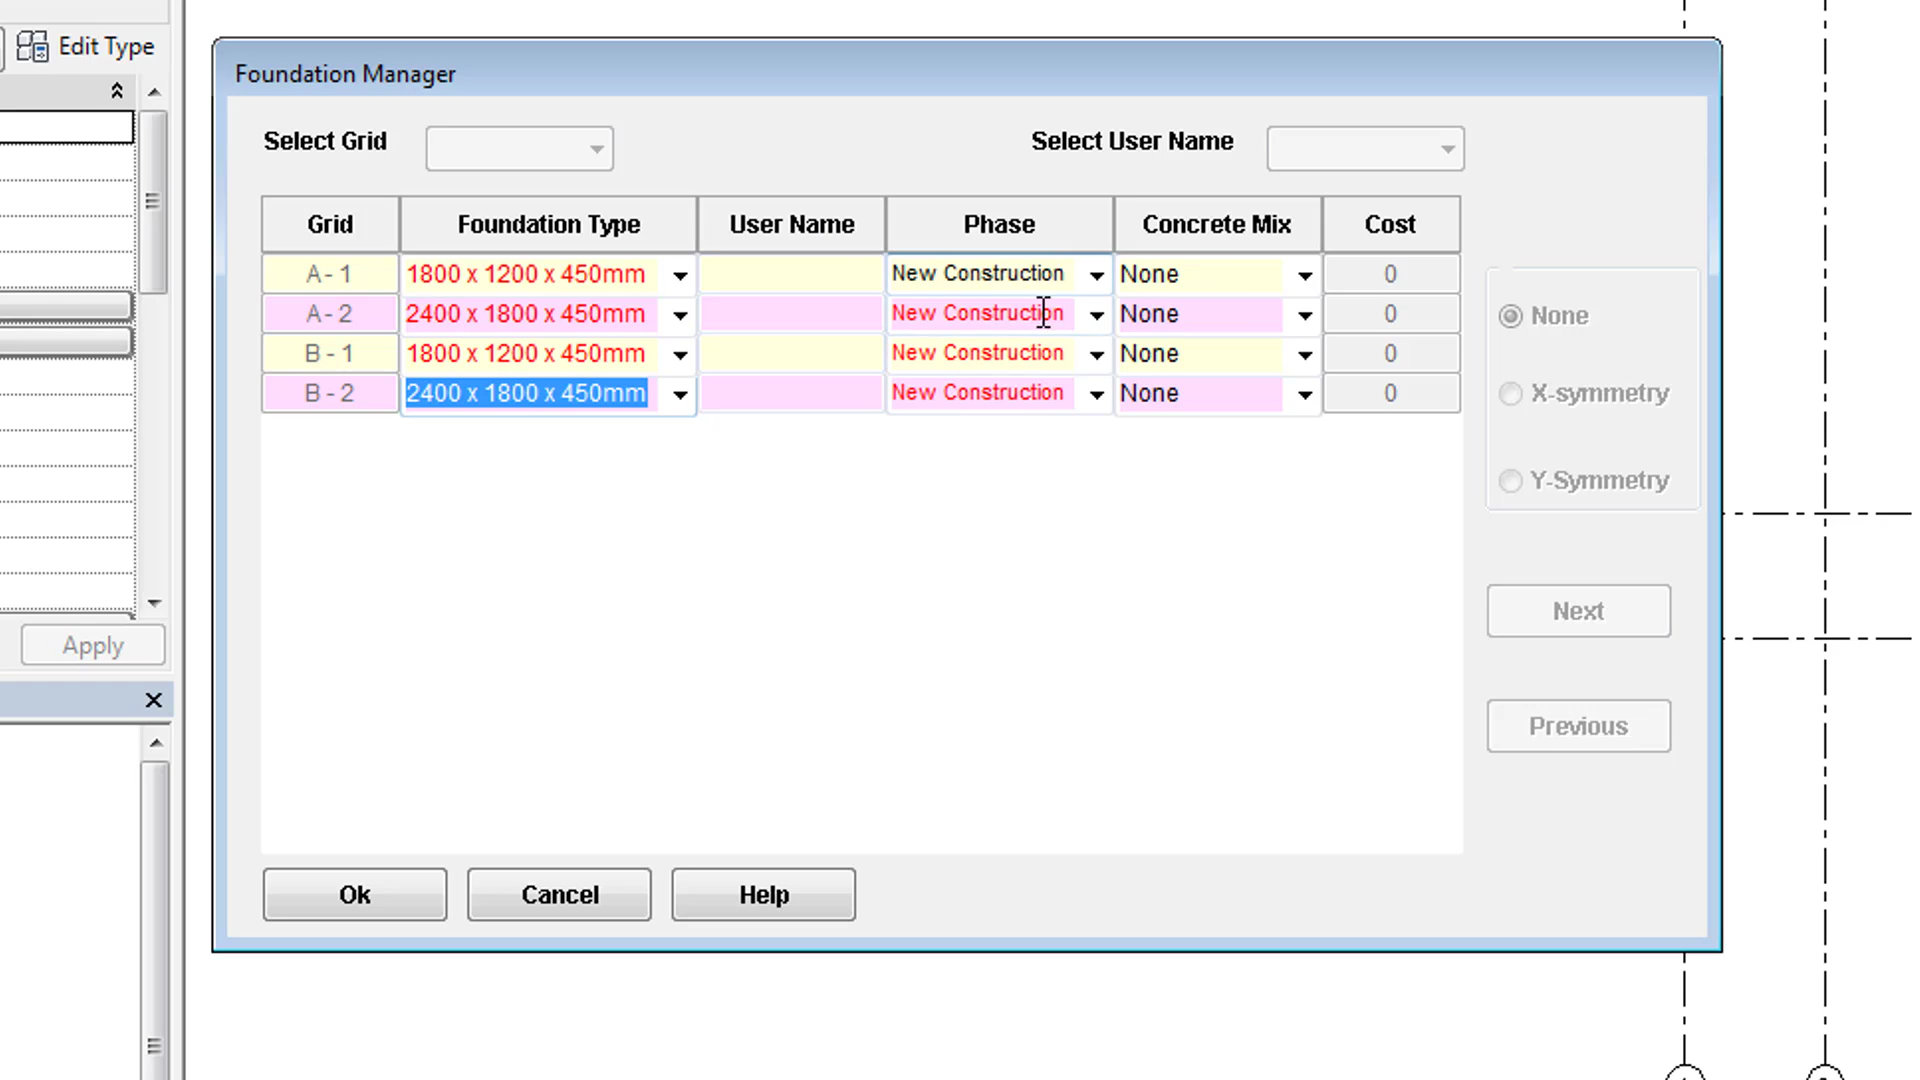 Edit Type
Foundation Manager
Select Grid
Select User Name
Grid Foundation Type User Name Phase Concrete Mix Cost
A - 1 1800 x 1200 x 450mm New Construction None 0
A - 2 2400 x 1800 x 450mm New Construction None 0
B - 1 1800 x 1200 x 450mm New Construction None 0
B - 2 2400 x 1800 x 450mm New Construction None 0
None
X-symmetry
Y-Symmetry
Next
Apply
Previous
Ok Cancel Help